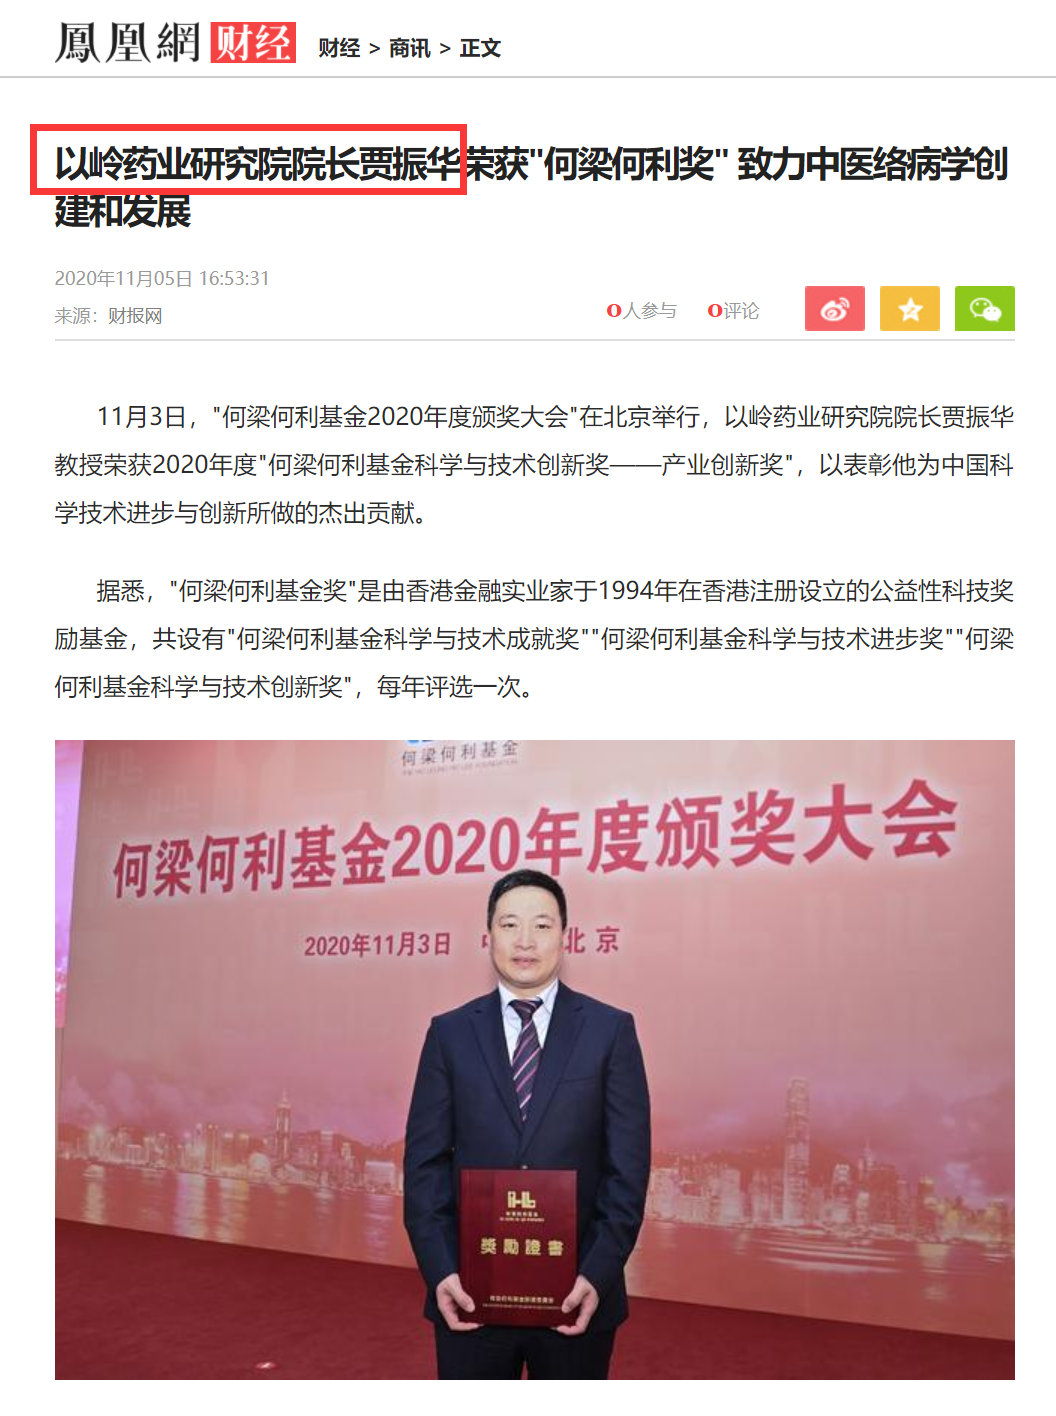 鳳凰網 财经 财经 > 商讯 > 正文
以岭药业研究院院长贾振华荣获"何梁何利奖" 致力中医络病学创
建和发展
2020年11月05日 16:53:31
来源：财报网
0人参与 0评论
11月3日，"何梁何利基金2020年度颁奖大会"在北京举行，以岭药业研究院院长贾振华
教授荣获2020年度"何梁何利基金科学与技术创新奖——产业创新奖"，以表彰他为中国科
学技术进步与创新所做的杰出贡献。
据悉，"何梁何利基金奖"是由香港金融实业家于1994年在香港注册设立的公益性科技奖
励基金，共设有"何梁何利基金科学与技术成就奖""何梁何利基金科学与技术进步奖""何梁
何利基金科学与技术创新奖"，每年评选一次。
何梁何利基金
何梁何利基金2020年度颁奖大会
2020年11月3日 北京
獎勵證書